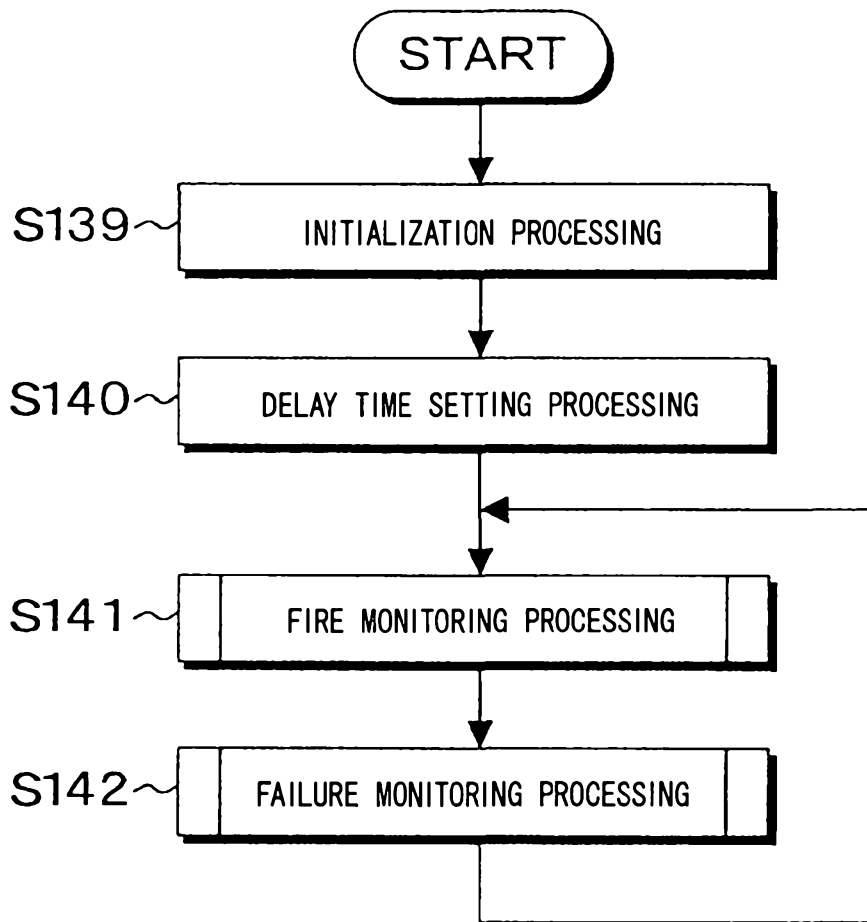 START
S139 INITIALIZATION PROCESSING
S140 DELAY TIME SETTING PROCESSING
S141 FIRE MONITORING PROCESSING
S142 FAILURE MONITORING PROCESSING